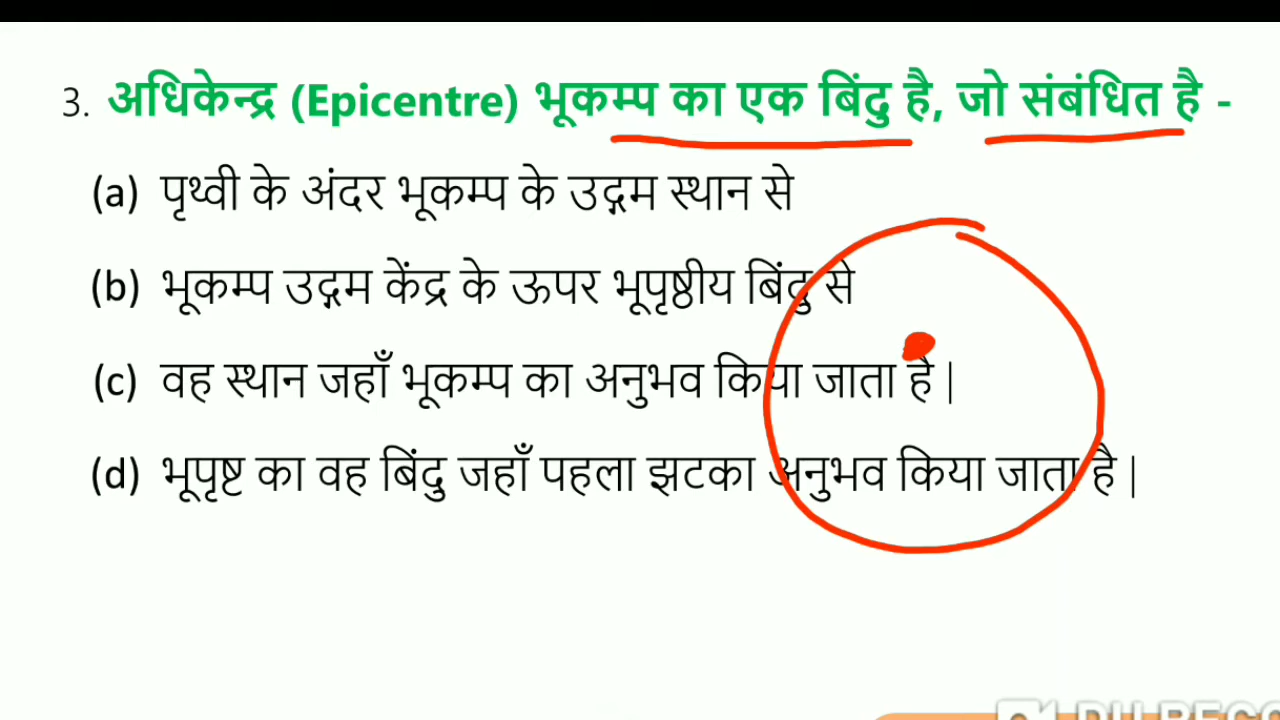 3. अधिकेन्द्र (Epicentre) भूकम्प का एक बिंदु है, जो संबंधित है -
(a) पृथ्वी के अंदर भूकम्प के उद्गम स्थान से
(b) भूकम्प उद्गम केंद्र के ऊपर भूपृष्ठीय बिंदु से
(c) वह स्थान जहाँ भूकम्प का अनुभव किया जाता है |
(d) भूपृष्ट का वह बिंदु जहाँ पहला झटका अनुभव किया जाता है |